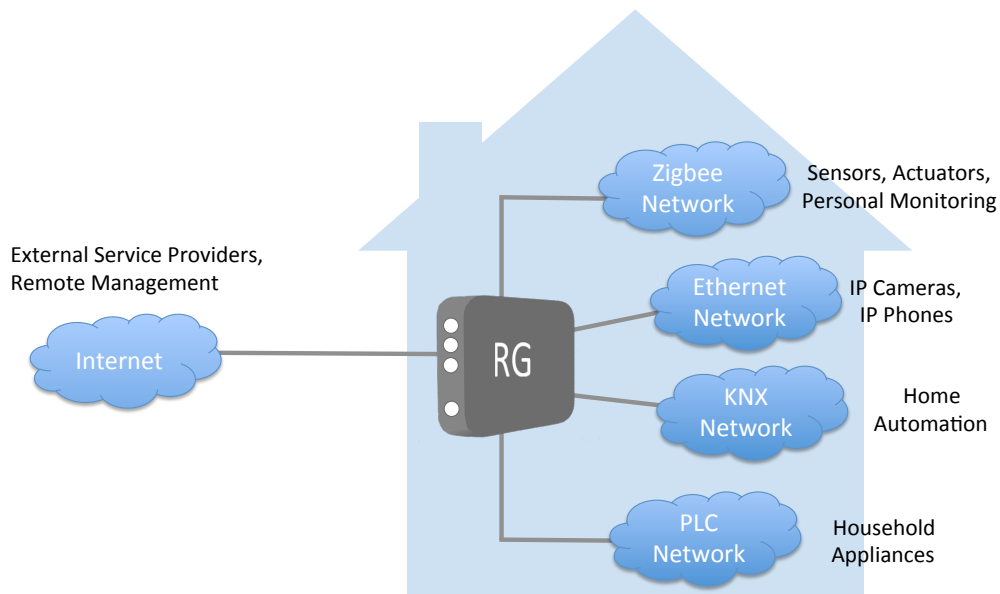 External Service Providers,
Remote Management
Internet
RG
Zigbee
Network
Sensors, Actuators,
Personal Monitoring
Ethernet
Network
IP Cameras,
IP Phones
KNX
Network
Home
Automation
PLC
Network
Household
Appliances